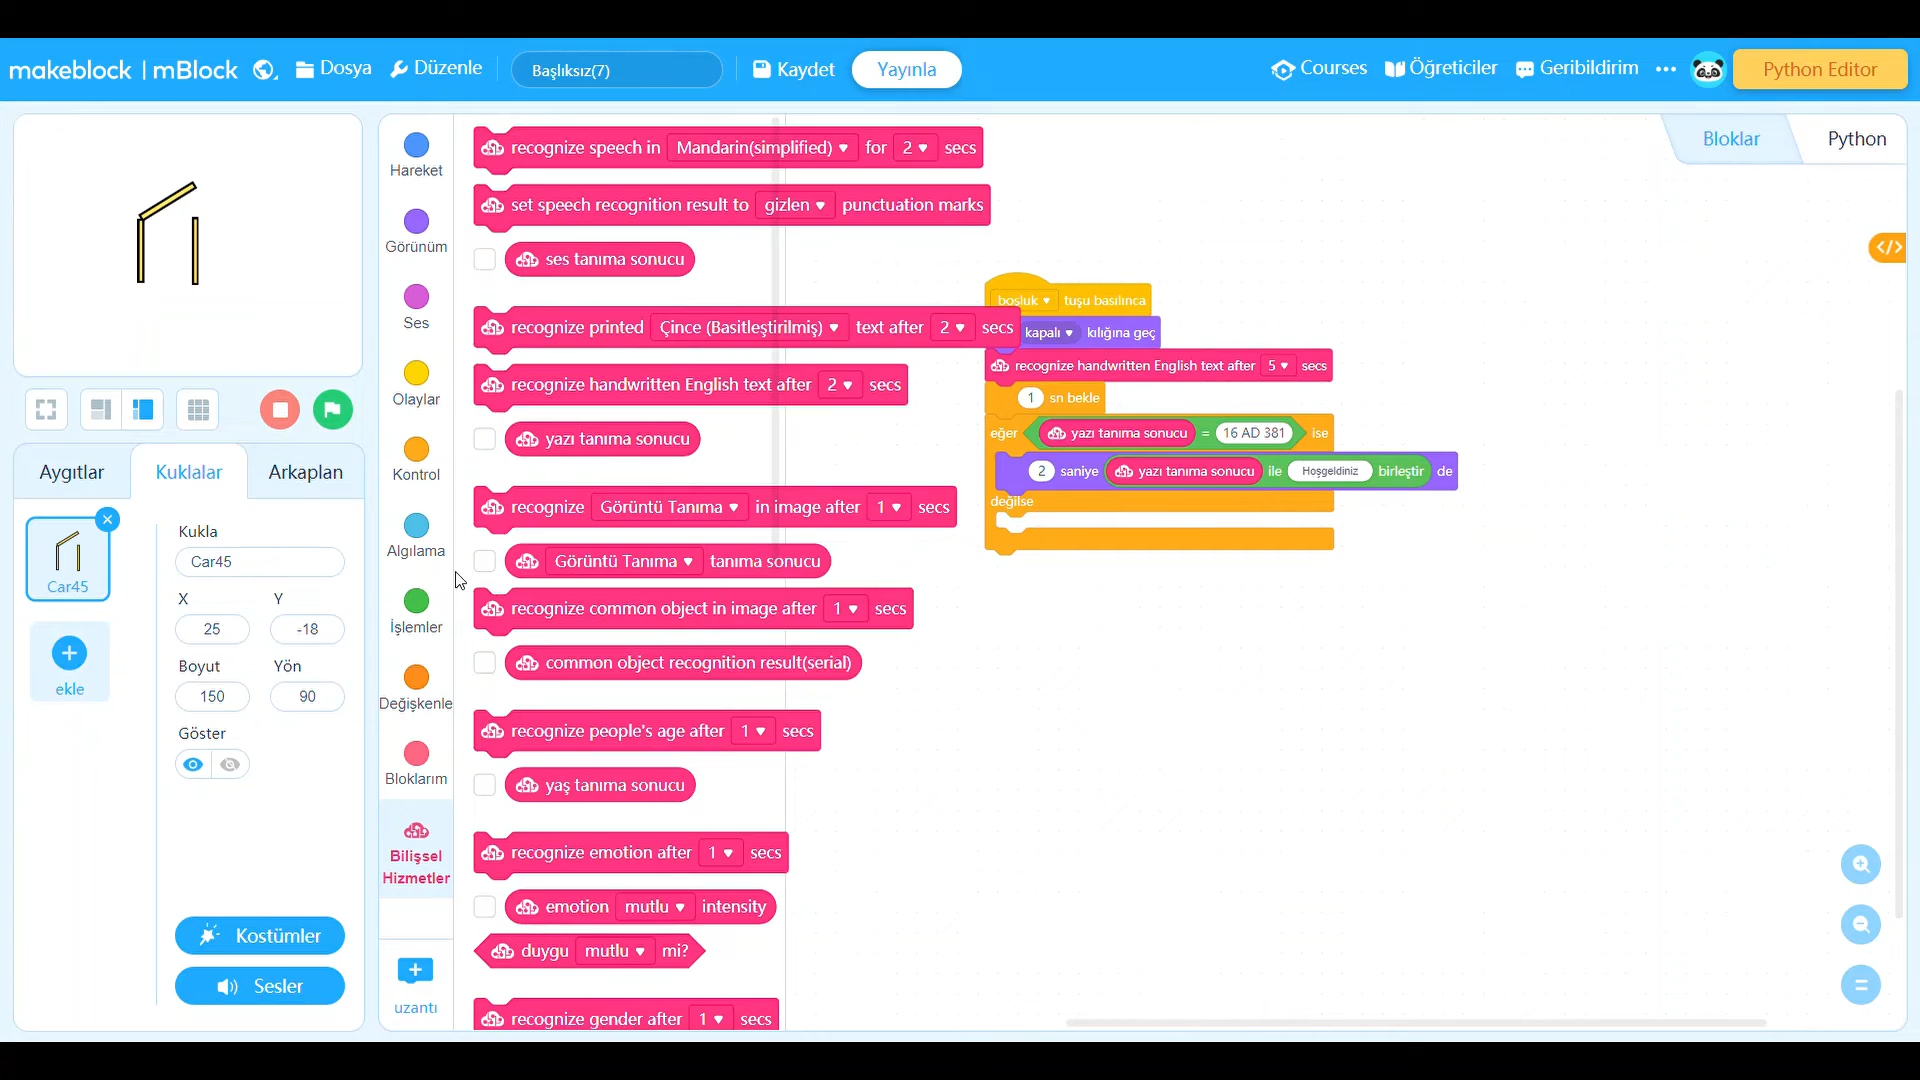 makeblock | mBlock
Dosya
Düzenle
Başlıksız(7)
Kaydet
Yayınla
Courses
Öğreticiler
Geribildirim
Python Editor
Aygıtlar
Kuklalar
Arkaplan
Car45
ekle
Kukla
Car45
X
Y
25
-18
Boyut
Yön
150
90
Göster
Kostümler
Sesler
Hareket
Görünüm
Ses
Olaylar
Kontrol
Algılama
İşlemler
Değişkenle
Bloklarım
Bilişsel
Hizmetler
uzantı
recognize speech in Mandarin(simplified) for 2 secs
set speech recognition result to gizlen punctuation marks
ses tanıma sonucu
recognize printed Çince (Basitleştirilmiş) text after 2 secs
recognize handwritten English text after 2 secs
yazı tanıma sonucu
recognize Görüntü Tanıma in image after 1 secs
Görüntü Tanıma tanıma sonucu
recognize common object in image after 1 secs
common object recognition result(serial)
recognize people's age after 1 secs
yaş tanıma sonucu
recognize emotion after 1 secs
emotion mutlu intensity
duygu mutlu mi?
recognize gender after 1 secs
boşluk tuşu basılınca
kapalı kılığına geç
recognize handwritten English text after 5 secs
1 sn bekle
eğer yazı tanıma sonucu = 16 AD 381 ise
2 saniye yazı tanıma sonucu ile Hoşgeldiniz birleştir de
değilse
Bloklar
Python